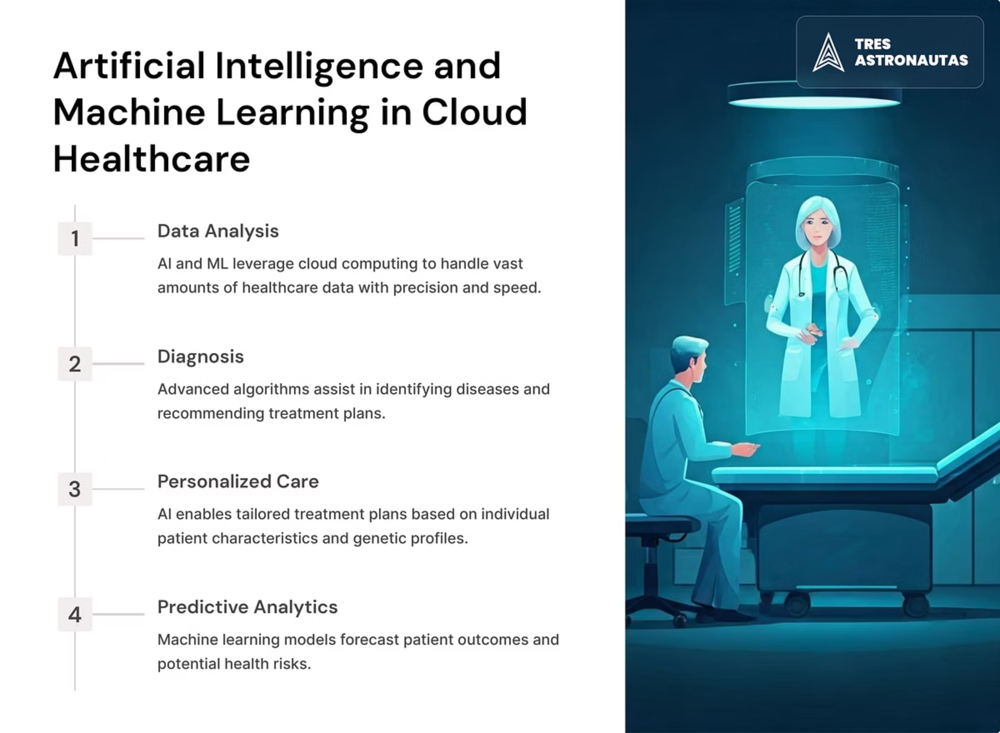 Artificial Intelligence and
Machine Learning in Cloud
Healthcare
1
Data Analysis
AI and ML leverage cloud computing to handle vast
amounts of healthcare data with precision and speed.
2
Diagnosis
Advanced algorithms assist in identifying diseases and
recommending treatment plans.
3
Personalized Care
AI enables tailored treatment plans based on individual
patient characteristics and genetic profiles.
4
Predictive Analytics
Machine learning models forecast patient outcomes and
potential health risks.
TRES
ASTRONAUTAS